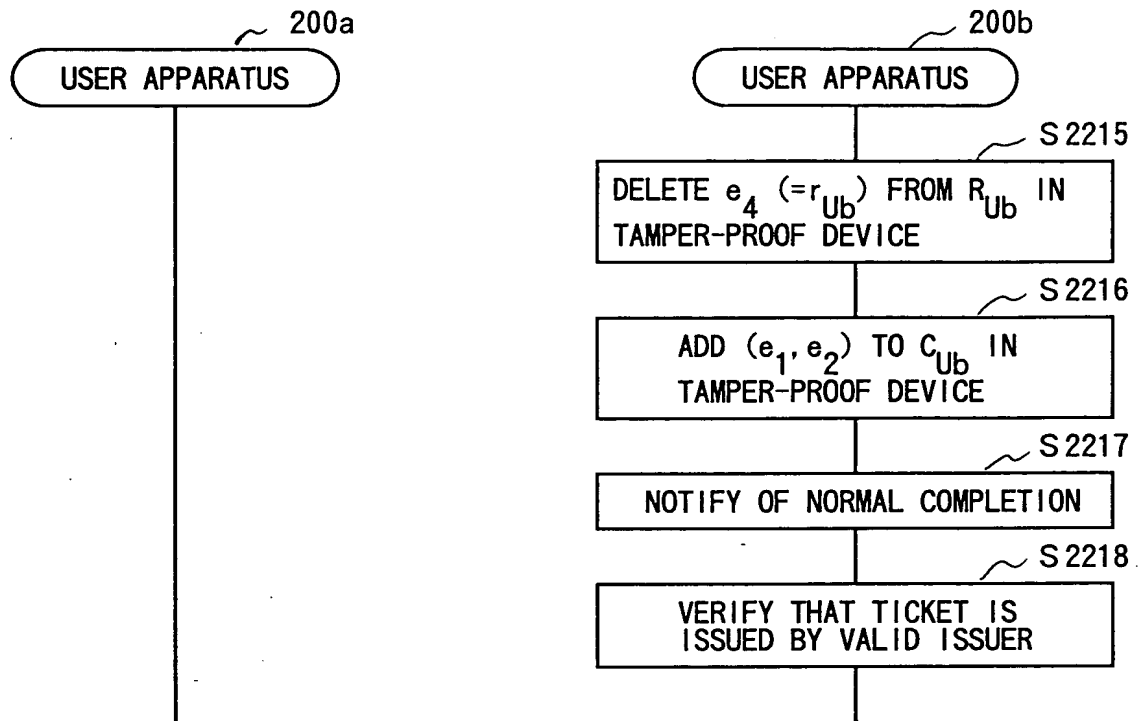 200a
USER APPARATUS
200b
USER APPARATUS
S2215
DELETE e4 (=rUb) FROM RUb IN
TAMPER-PROOF DEVICE
S2216
ADD (e1,e2) TO CUb IN
TAMPER-PROOF DEVICE
S2217
NOTIFY OF NORMAL COMPLETION
S2218
VERIFY THAT TICKET IS
ISSUED BY VALID ISSUER